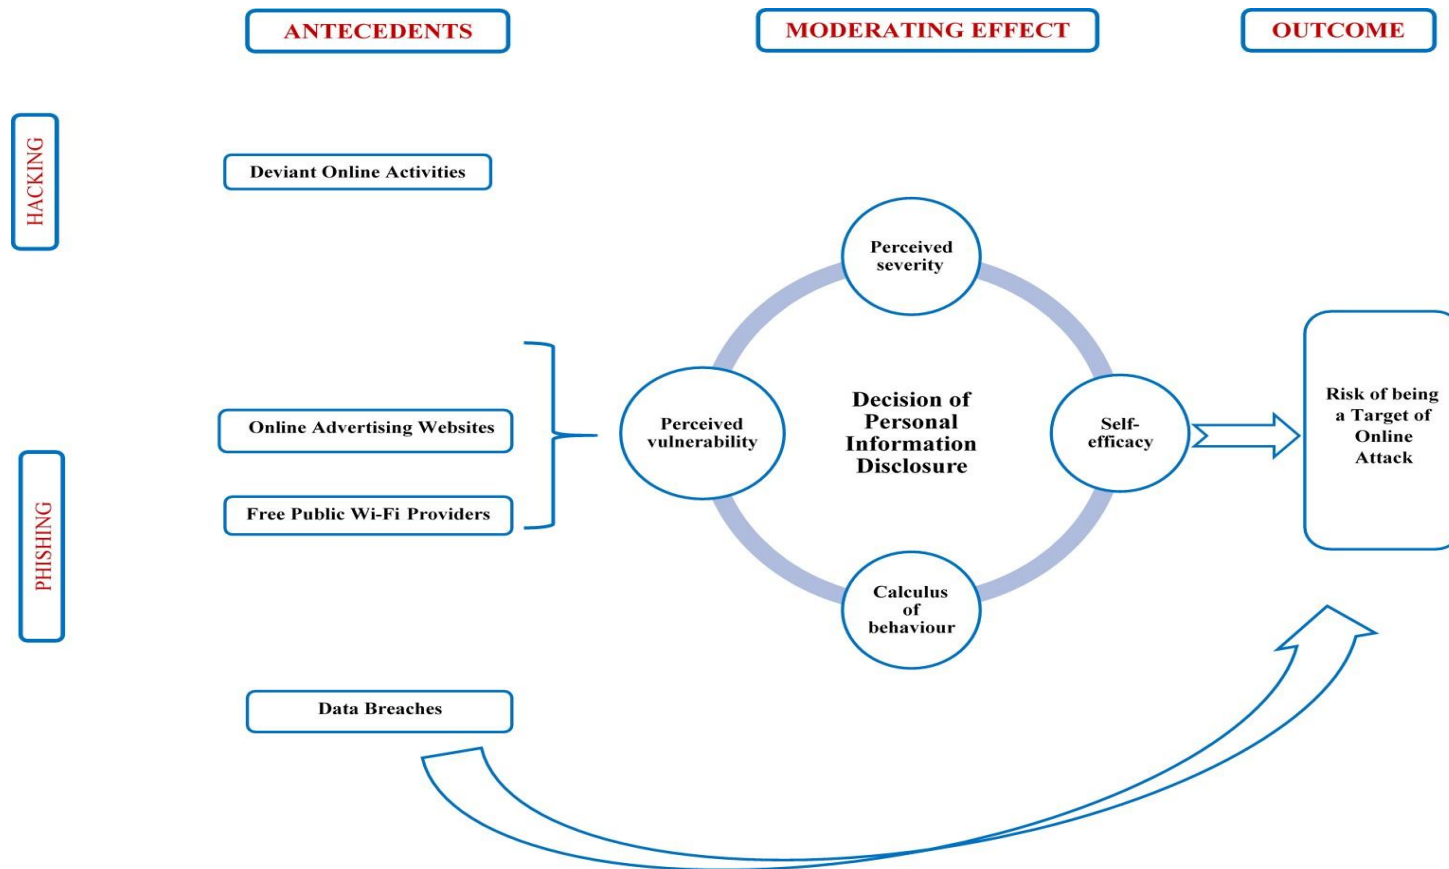 ANTECEDENTS
MODERATING EFFECT
OUTCOME
HACKING
Deviant Online Activities
Perceived
severity
Online Advertising Websites
Free Public Wi-Fi Providers
PHISHING
Perceived
vulnerability
Decision of
Personal
Information
Disclosure
Self-
efficacy
Risk of being
a Target of
Online
Attack
Calculus
of
behaviour
Data Breaches